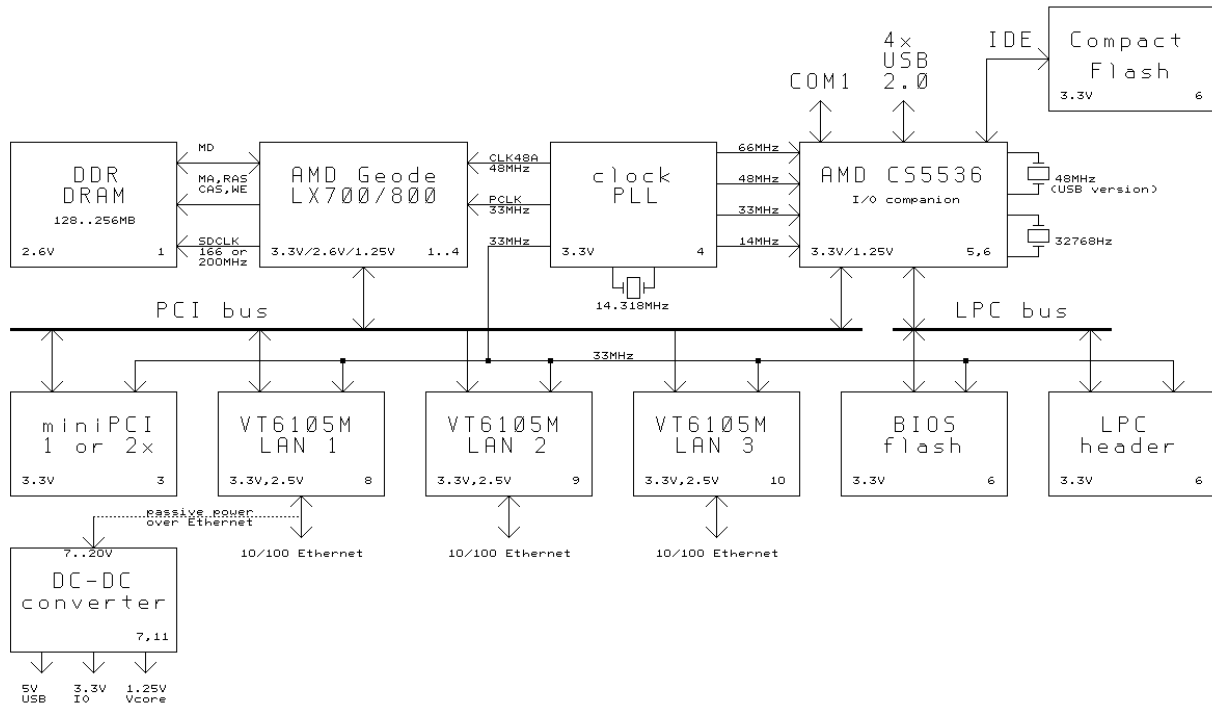 IDE
Compact
Flash
3.3V
6
4x
USB
2.0
COM1
DDR
DRAM
128..256MB
2.6V
1
MD
MA,RAS
CAS,WE
SDCLK
166 or
200MHz
AMD Geode
LX700/800
3.3V/2.6V/1.25V
1..4
CLK48A
48MHz
PCLK
33MHz
33MHz
clock
PLL
3.3V
4
14.318MHz
66MHz
48MHz
33MHz
14MHz
AMD CS5536
I/O companion
3.3V/1.25V
5,6
48MHz
(USB version)
32768Hz
PCI bus
LPC bus
33MHz
miniPCI
1 or 2x
3.3V
3
VT6105M
LAN 1
3.3V,2.5V
8
VT6105M
LAN 2
3.3V,2.5V
9
VT6105M
LAN 3
3.3V,2.5V
10
BIOS
flash
3.3V
6
LPC
header
3.3V
6
passive power
over Ethernet
10/100 Ethernet
10/100 Ethernet
10/100 Ethernet
7..20V
DC-DC
converter
7,11
5V
USB
3.3V
IO
1.25V
Vcore